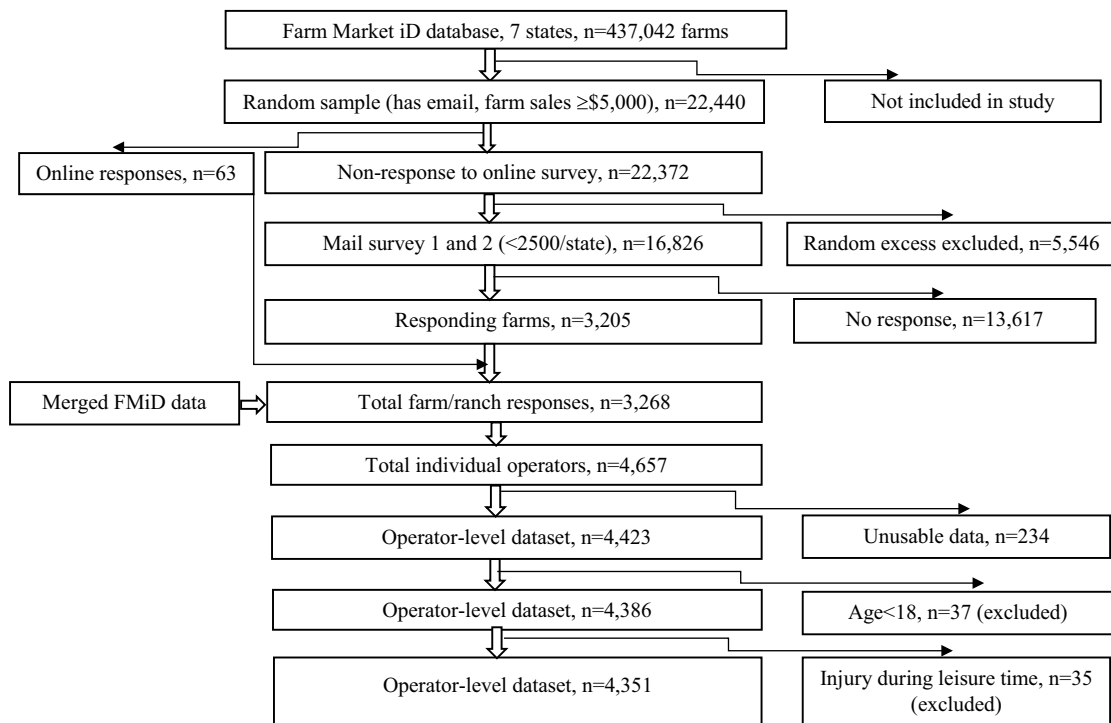 Farm Market iD database, 7 states, n=437,042 farms
Random sample (has email, farm sales ≥$5,000), n=22,440
Not included in study
Online responses, n=63
Non-response to online survey, n=22,372
Mail survey 1 and 2 (<2500/state), n=16,826
Random excess excluded, n=5,546
Responding farms, n=3,205
No response, n=13,617
Merged FMiD data
Total farm/ranch responses, n=3,268
Total individual operators, n=4,657
Operator-level dataset, n=4,423
Unusable data, n=234
Operator-level dataset, n=4,386
Age<18, n=37 (excluded)
Operator-level dataset, n=4,351
Injury during leisure time, n=35
(excluded)